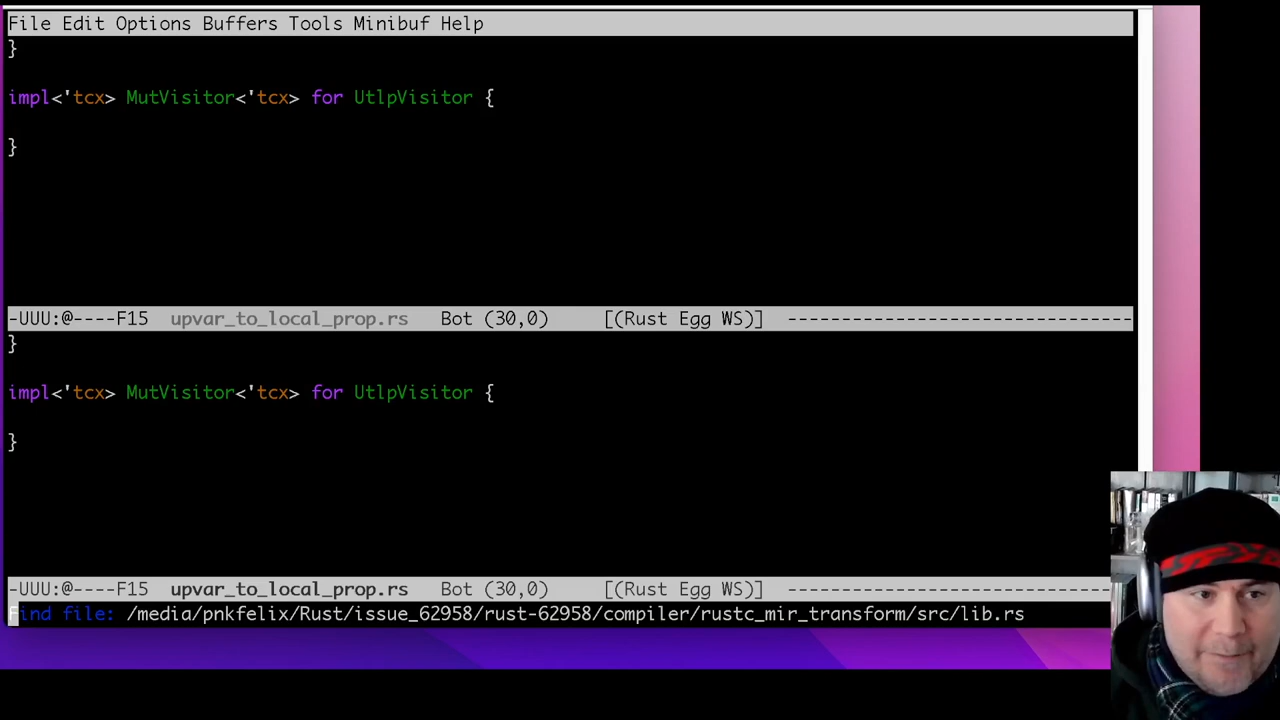 File Edit Options Buffers Tools Minibuf Help
}
impl<'tcx> MutVisitor<'tcx> for UtlpVisitor {
}
-UUU:@----F15  upvar_to_local_prop.rs   Bot (30,0)     [(Rust Egg WS)] -------------------------------
}
impl<'tcx> MutVisitor<'tcx> for UtlpVisitor {
}
-UUU:@----F15  upvar_to_local_prop.rs   Bot (30,0)     [(Rust Egg WS)] -----------------------------
Find file: /media/pnkfelix/Rust/issue_62958/rust-62958/compiler/rustc_mir_transform/src/lib.rs